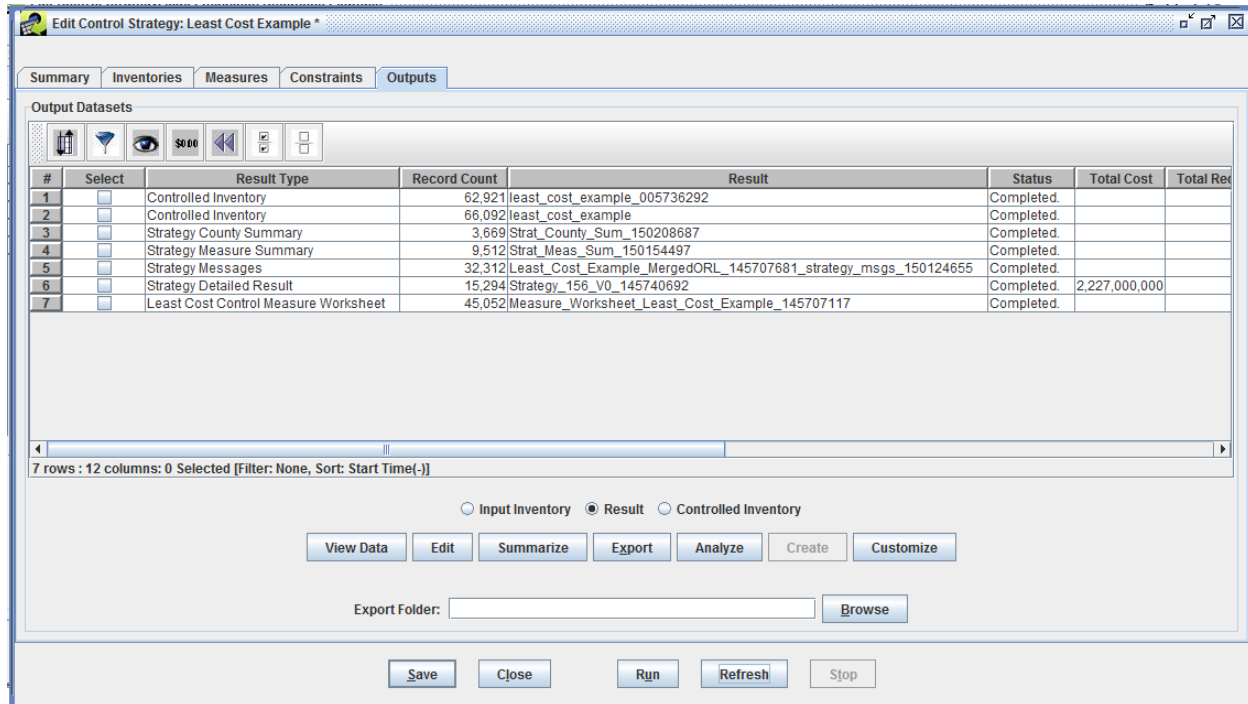 Edit Control Strategy: Least Cost Example *
Summary Inventories Measures Constraints Outputs
Output Datasets
$0.00
# Select Result Type Record Count Result Status Total Cost Total Red
1 Controlled Inventory 62,921 least_cost_example_005736292 Completed.
2 Controlled Inventory 66,092 least_cost_example Completed.
3 Strategy County Summary 3,669 Strat_County_Sum_150208687 Completed.
4 Strategy Measure Summary 9,512 Strat_Meas_Sum_150154497 Completed.
5 Strategy Messages 32,312 Least_Cost_Example_MergedORL_145707681_strategy_msgs_150124655 Completed.
6 Strategy Detailed Result 15,294 Strategy_156_V0_145740692 Completed. 2,227,000,000
7 Least Cost Control Measure Worksheet 45,052 Measure_Worksheet_Least_Cost_Example_145707117 Completed.
7 rows : 12 columns: 0 Selected [Filter: None, Sort: Start Time(-)]
Input Inventory Result Controlled Inventory
View Data Edit Summarize Export Analyze Create Customize
Export Folder: Browse
Save Close Run Refresh Stop